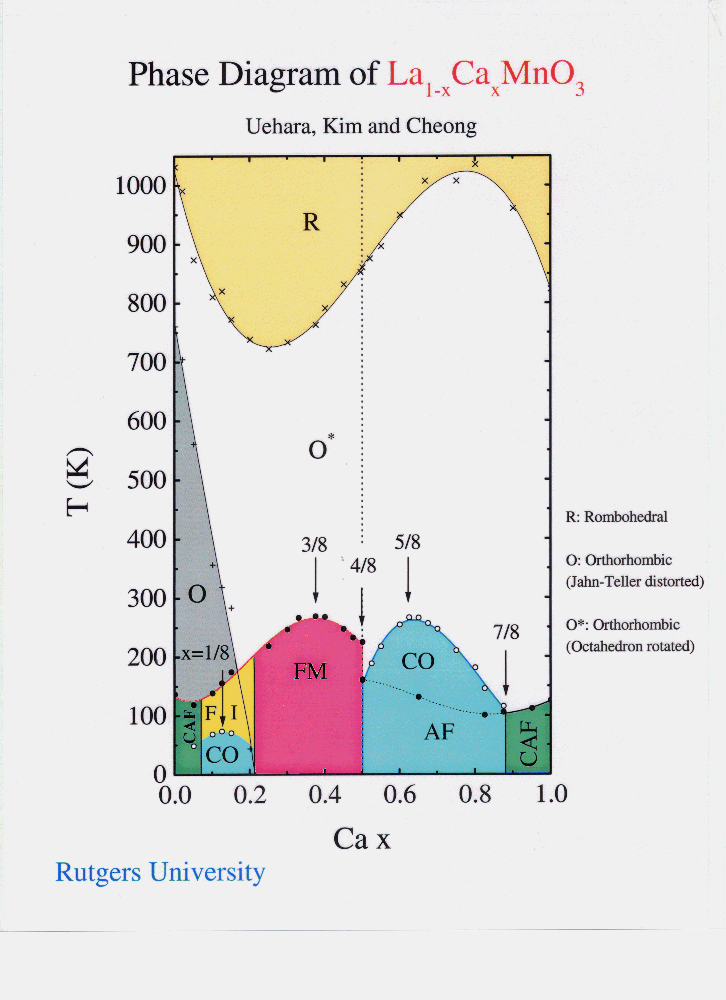 Phase Diagram of La1-xCaxMnO3
Uehara, Kim and Cheong
T (K)
1000
900
800
700
600
500
400
300
200
100
0
R
O*
O
3/8
4/8
5/8
7/8
x=1/8
CAF
F I
CO
FM
CO
AF
CAF
R: Rombohedral
O: Orthorhombic
(Jahn-Teller distorted)
O*: Orthorhombic
(Octahedron rotated)
0.0 0.2 0.4 0.6 0.8 1.0
Ca x
Rutgers University